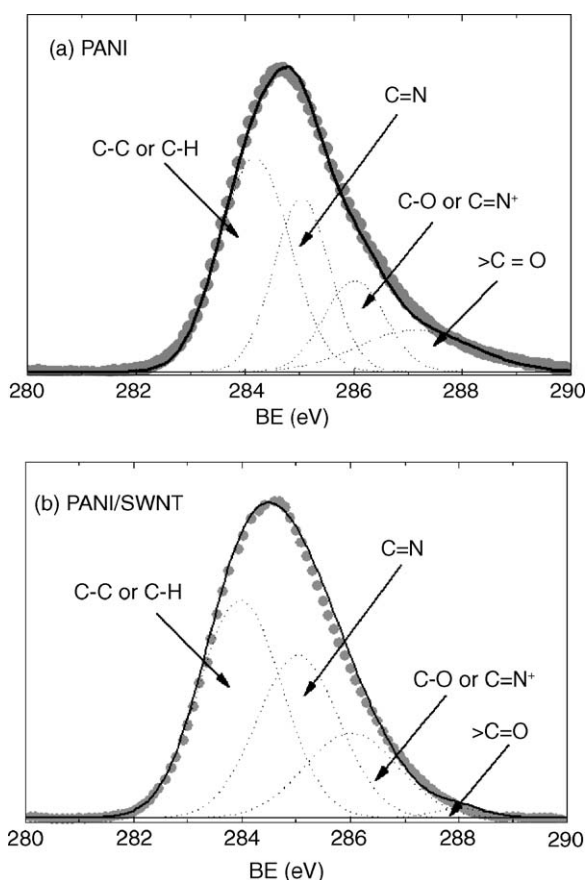 (a) PANI
C=N
C-C or C-H
C-O or C=N⁺
>C = O
280 282 284 286 288 290
BE (eV)
(b) PANI/SWNT
C=N
C-C or C-H
C-O or C=N⁺
>C=O
280 282 284 286 288 290
BE (eV)